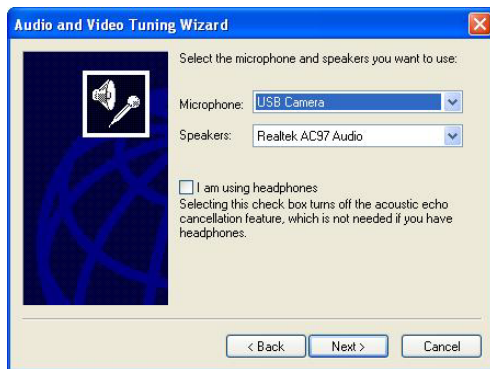 Audio and Video Tuning Wizard
Select the microphone and speakers you want to use:
Microphone: USB Camera
Speakers: Realtek AC97 Audio
I am using headphones
Selecting this check box turns off the acoustic echo
cancellation feature, which is not needed if you have
headphones.
< Back Next > Cancel